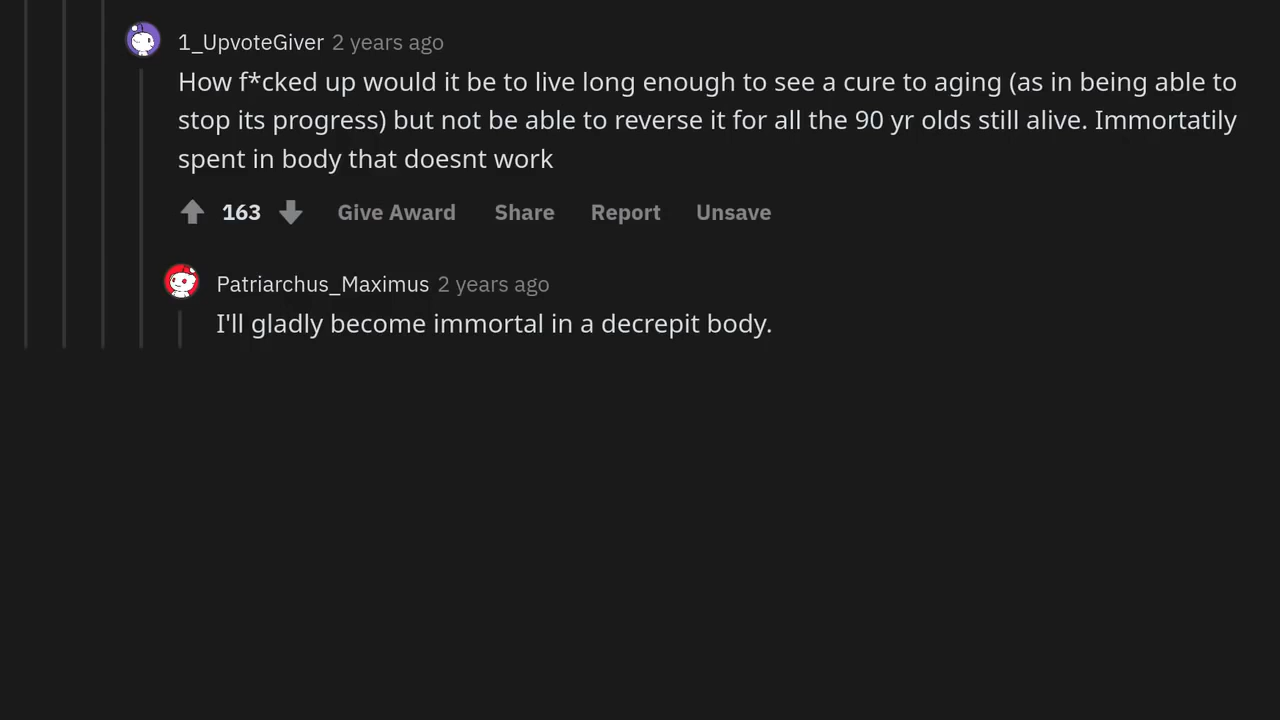 1_UpvoteGiver 2 years ago
How f*cked up would it be to live long enough to see a cure to aging (as in being able to
stop its progress) but not be able to reverse it for all the 90 yr olds still alive. Immortatily
spent in body that doesnt work
163 Give Award Share Report Unsave
Patriarchus_Maximus 2 years ago
I'll gladly become immortal in a decrepit body.